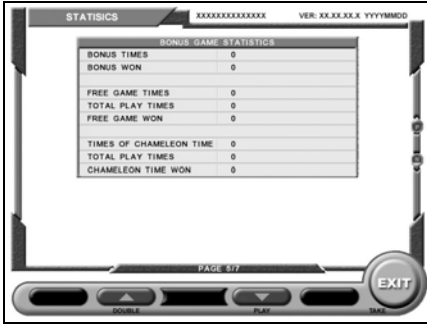 STATISICS XXXXXXXXXXXXXX VER: XX.XX.XX.X YYYYMMDD
BONUS GAME STATISTICS
BONUS TIMES 0
BONUS WON 0
FREE GAME TIMES 0
TOTAL PLAY TIMES 0
FREE GAME WON 0
TIMES OF CHAMELEON TIME 0
TOTAL PLAY TIMES 0
CHAMELEON TIME WON 0
PAGE 5/7
EXIT
DOUBLE PLAY TAKE